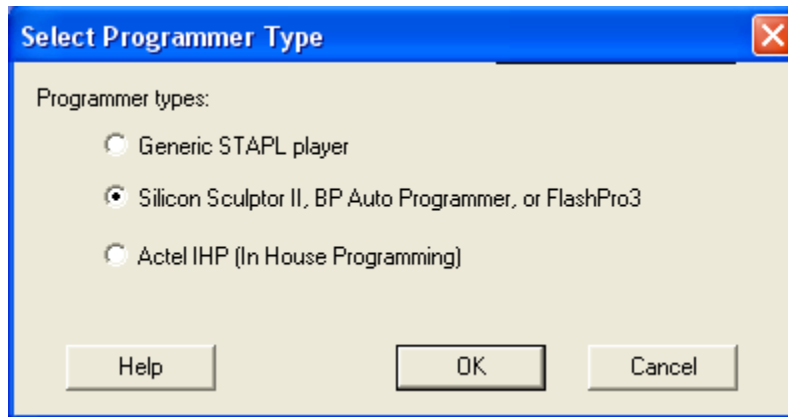 Select Programmer Type
Programmer types:
Generic STAPL player
Silicon Sculptor II, BP Auto Programmer, or FlashPro3
Actel IHP (In House Programming)
Help OK Cancel